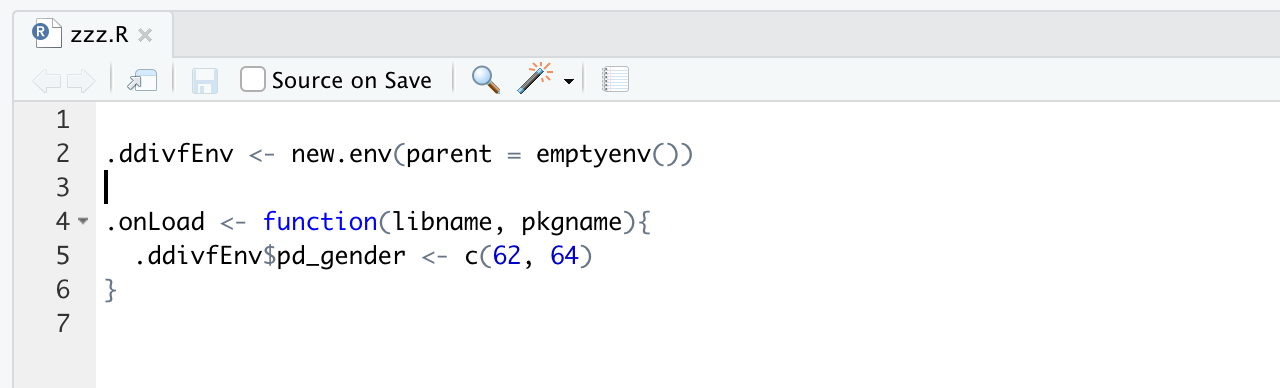 zzz.R
Source on Save
1
2 .ddivfEnv <- new.env(parent = emptyenv())
3
4 .onLoad <- function(libname, pkgname){
5   .ddivfEnv$pd_gender <- c(62, 64)
6 }
7